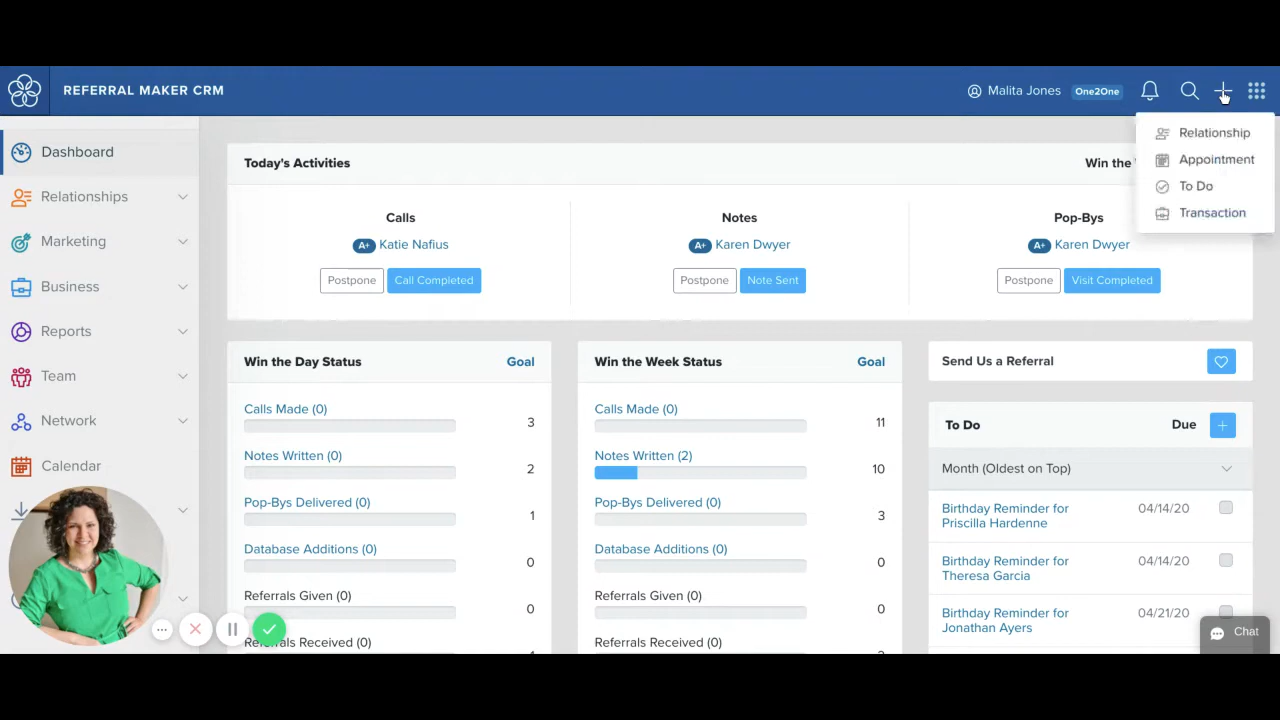 REFERRAL MAKER CRM
Malita Jones One2One
Relationship
Appointment
To Do
Transaction
Dashboard
Relationships
Marketing
Business
Reports
Team
Network
Calendar
Today's Activities
Win the
Calls
A+ Katie Nafius
Postpone Call Completed
Notes
A+ Karen Dwyer
Postpone Note Sent
Pop-Bys
A+ Karen Dwyer
Postpone Visit Completed
Win the Day Status Goal
Calls Made (0) 3
Notes Written (0) 2
Pop-Bys Delivered (0) 1
Database Additions (0) 0
Referrals Given (0) 0
Referrals Received (0)
Win the Week Status Goal
Calls Made (0) 11
Notes Written (2) 10
Pop-Bys Delivered (0) 3
Database Additions (0) 0
Referrals Given (0) 0
Referrals Received (0)
Send Us a Referral
To Do Due +
Month (Oldest on Top)
Birthday Reminder for 04/14/20
Priscilla Hardenne
Birthday Reminder for 04/14/20
Theresa Garcia
Birthday Reminder for 04/21/20
Jonathan Ayers
Chat